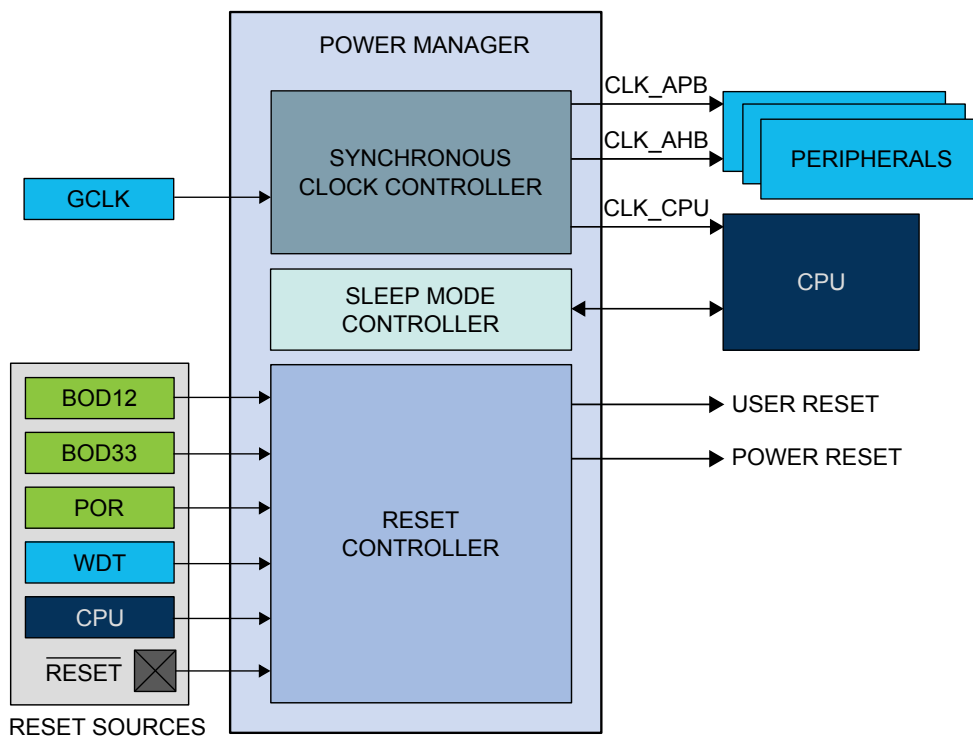 POWER MANAGER
CLK_APB
SYNCHRONOUS
CLOCK CONTROLLER
CLK_AHB
PERIPHERALS
GCLK
CLK_CPU
CPU
SLEEP MODE
CONTROLLER
BOD12
USER RESET
BOD33
POWER RESET
POR
RESET
CONTROLLER
WDT
CPU
RESET
RESET SOURCES